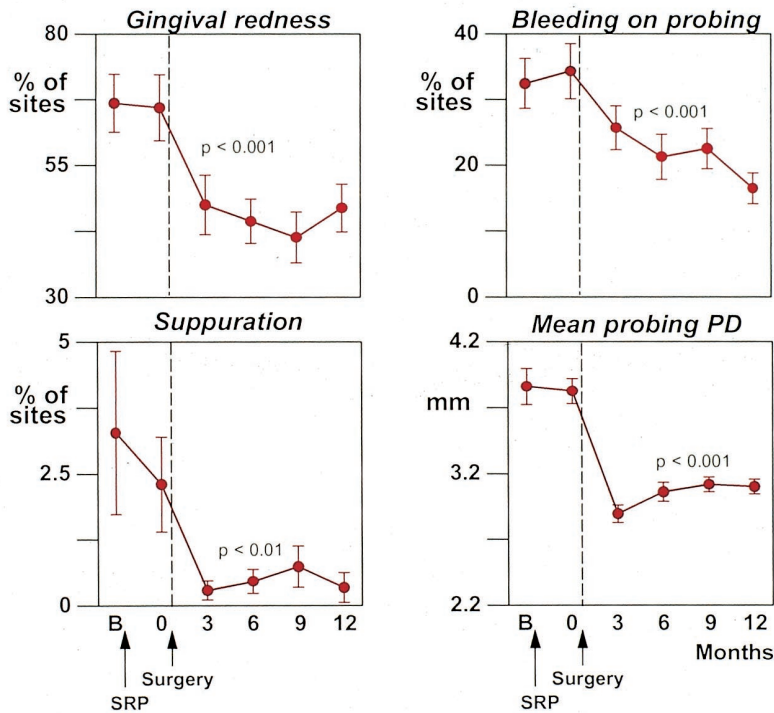 Gingival redness
80
% of
sites
55
30
p < 0.001
Bleeding on probing
40
% of
sites
20
0
p < 0.001
Suppuration
5
% of
sites
2.5
0
p < 0.01
B 0 3 6 9 12
Surgery
SRP
Mean probing PD
4.2
mm
3.2
2.2
p < 0.001
B 0 3 6 9 12
Months
Surgery
SRP